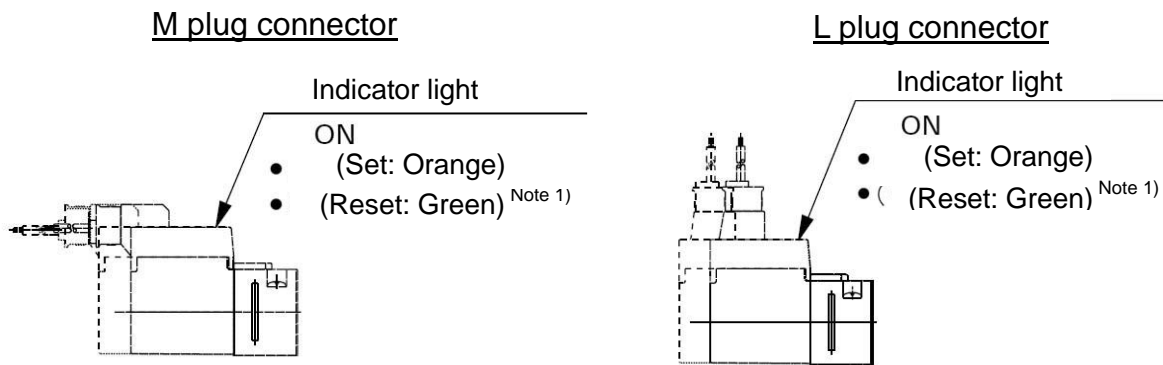 M plug connector
Indicator light
ON
• (Set: Orange)
• (Reset: Green) Note 1)
L plug connector
Indicator light
ON
• (Set: Orange)
• ( (Reset: Green) Note 1)